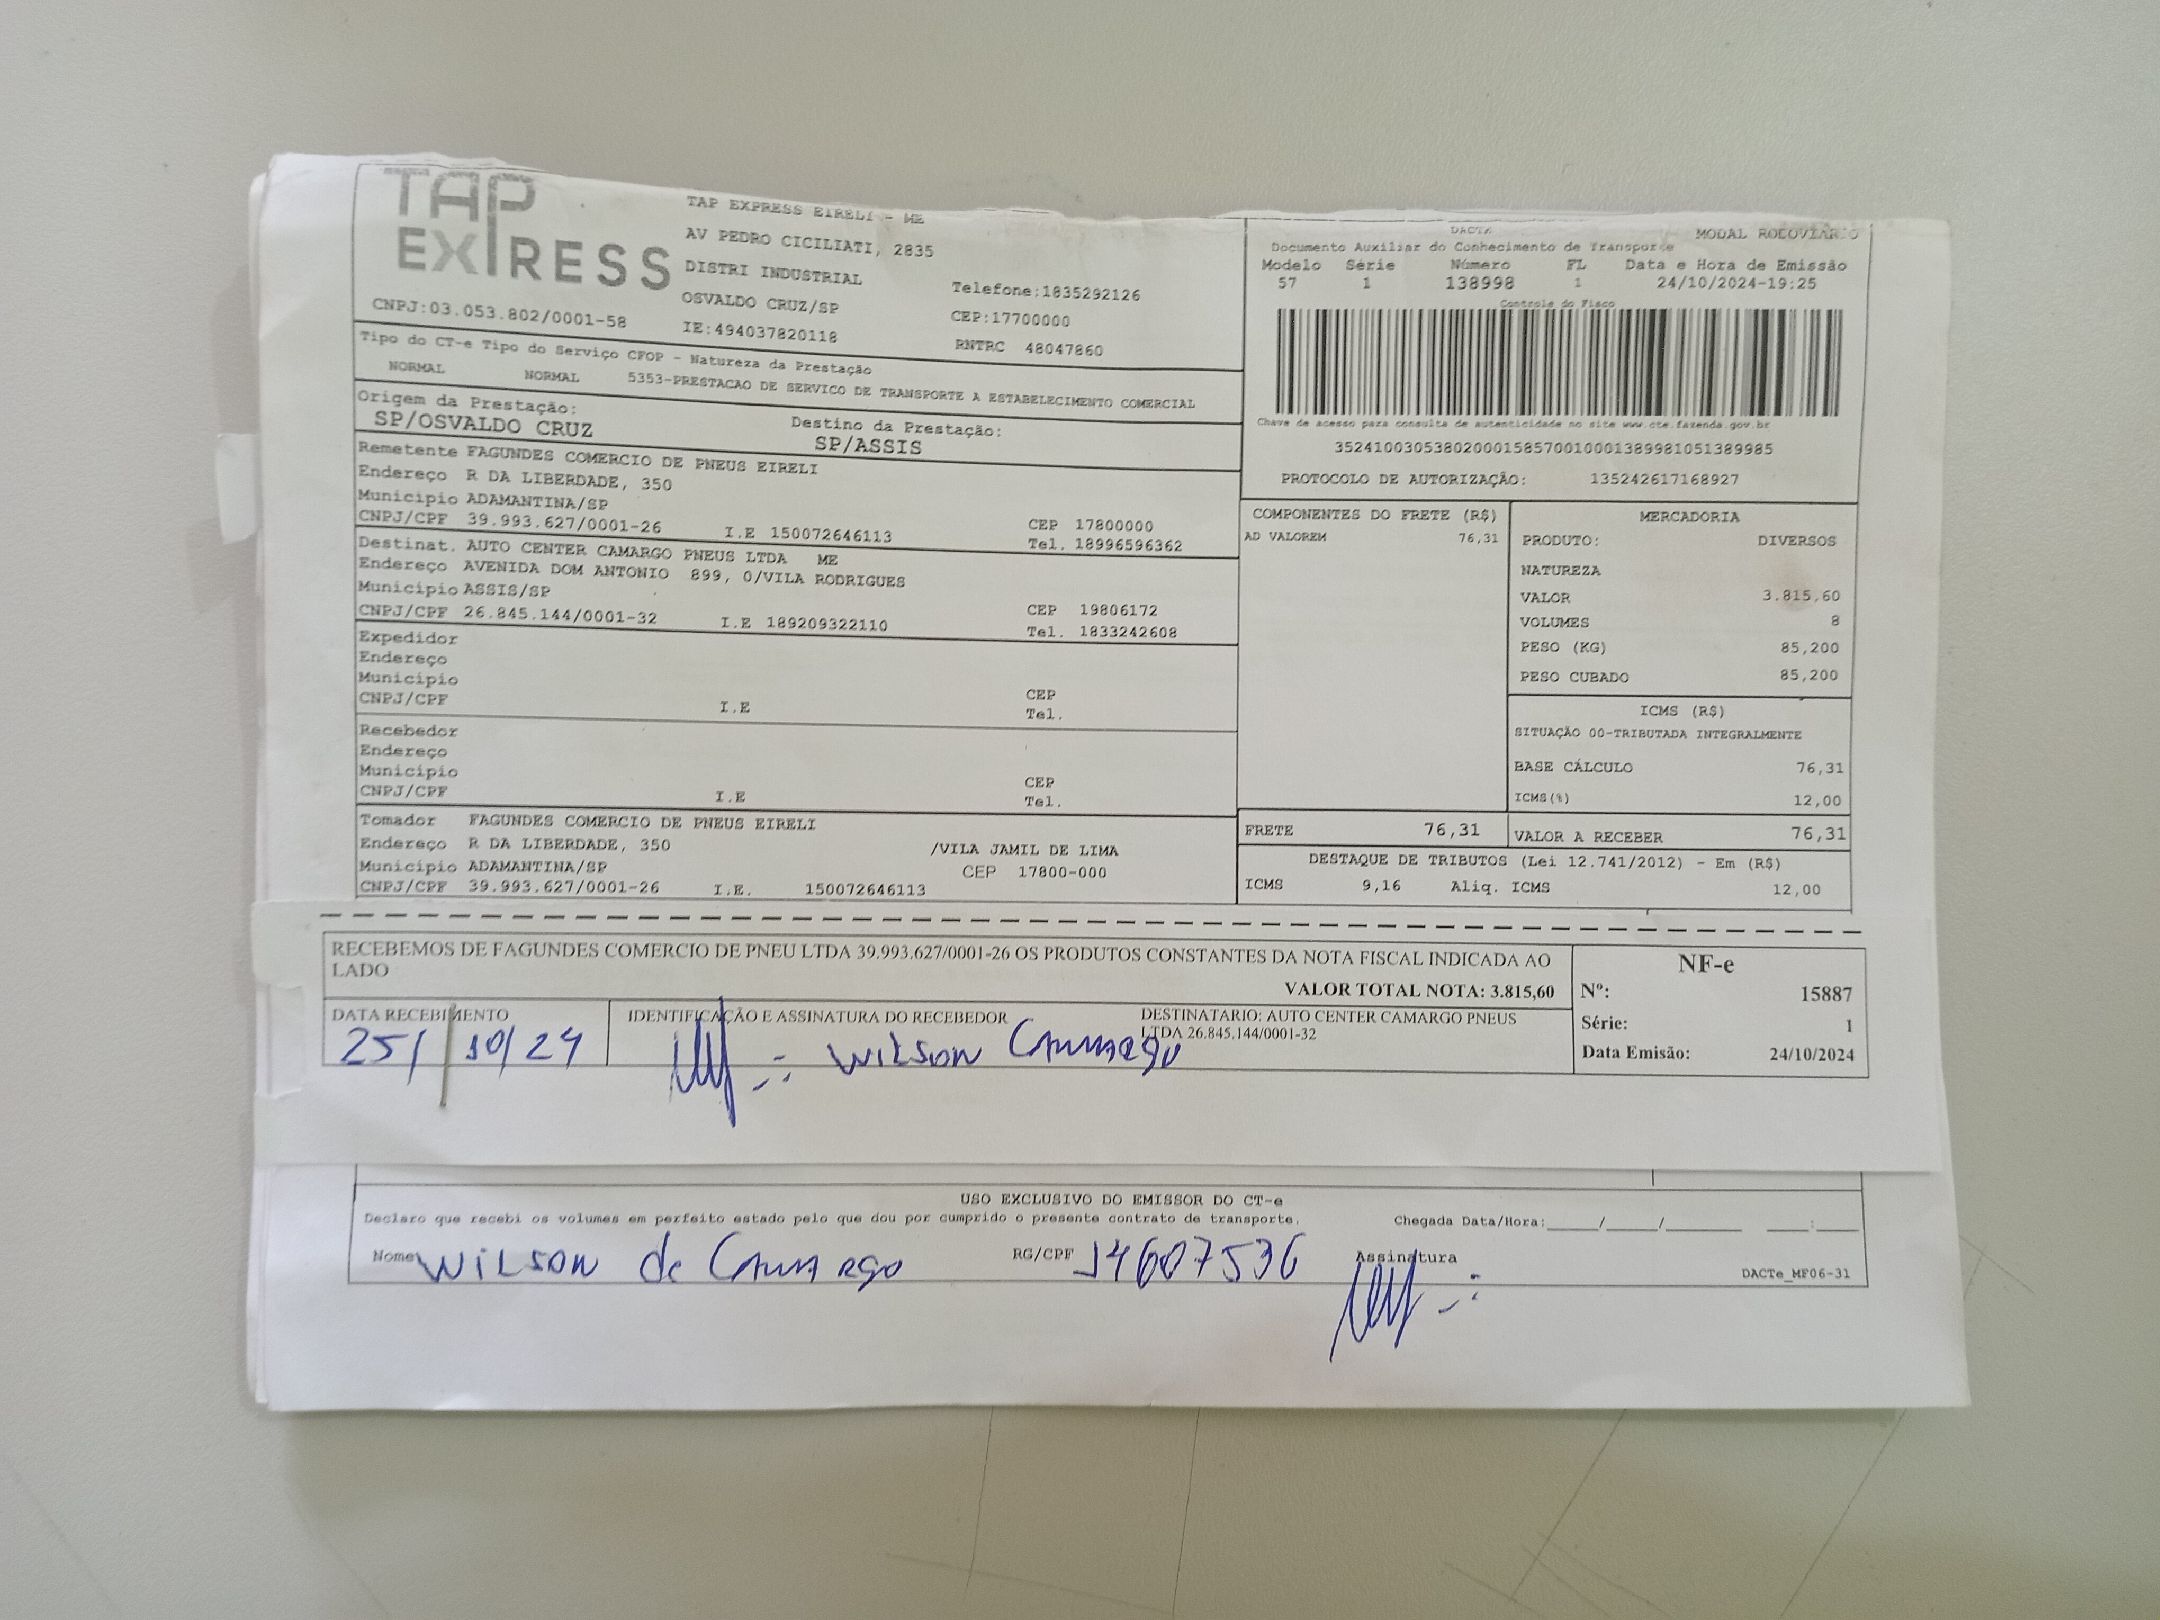 TAP
EXPRESS
CNPJ:03.053.802/0001-58
TAP EXPRESS EIRELI - ME
AV PEDRO CICILIATI, 2835
DISTRI INDUSTRIAL
OSVALDO CRUZ/SP
IE:494037820118
Telefone:1835292126
CEP:17700000
RNTRC 48047860
DACTE MODAL RODOVIÁRIO
Documento Auxiliar do Conhecimento de Transporte
Modelo Série Número FL Data e Hora de Emissão
57 1 138998 1 24/10/2024-19:25
Controle do Fisco
Chave de acesso para consulta de autenticidade no site www.cte.fazenda.gov.br
35241003053802000158570010001389981051389985
PROTOCOLO DE AUTORIZAÇÃO: 135242617168927
Tipo do CT-e Tipo do Serviço CFOP - Natureza da Prestação
NORMAL NORMAL 5353-PRESTACAO DE SERVICO DE TRANSPORTE A ESTABELECIMENTO COMERCIAL
Origem da Prestação: Destino da Prestação:
SP/OSVALDO CRUZ SP/ASSIS
Remetente FAGUNDES COMERCIO DE PNEUS EIRELI
Endereço R DA LIBERDADE, 350
Município ADAMANTINA/SP CEP 17800000
CNPJ/CPF 39.993.627/0001-26 I.E 150072646113 Tel. 18996596362
Destinat. AUTO CENTER CAMARGO PNEUS LTDA ME
Endereço AVENIDA DOM ANTONIO 899, 0/VILA RODRIGUES
Município ASSIS/SP CEP 19806172
CNPJ/CPF 26.845.144/0001-32 I.E 189209322110 Tel. 1833242608
Expedidor
Endereço
Município CEP
CNPJ/CPF I.E Tel.
Recebedor
Endereço
Município CEP
CNPJ/CPF I.E Tel.
Tomador FAGUNDES COMERCIO DE PNEUS EIRELI
Endereço R DA LIBERDADE, 350 /VILA JAMIL DE LIMA
Município ADAMANTINA/SP CEP 17800-000
CNPJ/CPF 39.993.627/0001-26 I.E. 150072646113
COMPONENTES DO FRETE (R$)
AD VALOREM 76,31
FRETE 76,31
MERCADORIA
PRODUTO: DIVERSOS
NATUREZA
VALOR 3.815,60
VOLUMES 8
PESO (KG) 85,200
PESO CUBADO 85,200
ICMS (R$)
SITUAÇÃO 00-TRIBUTADA INTEGRALMENTE
BASE CÁLCULO 76,31
ICMS(%) 12,00
VALOR A RECEBER 76,31
DESTAQUE DE TRIBUTOS (Lei 12.741/2012) - Em (R$)
ICMS 9,16 Aliq. ICMS 12,00
RECEBEMOS DE FAGUNDES COMERCIO DE PNEU LTDA 39.993.627/0001-26 OS PRODUTOS CONSTANTES DA NOTA FISCAL INDICADA AO
LADO
VALOR TOTAL NOTA: 3.815,60
DATA RECEBIMENTO
25/10/24
IDENTIFICAÇÃO E ASSINATURA DO RECEBEDOR
DESTINATARIO: AUTO CENTER CAMARGO PNEUS
LTDA 26.845.144/0001-32
Wilson Camargo
NF-e
Nº: 15887
Série: 1
Data Emisão: 24/10/2024
USO EXCLUSIVO DO EMISSOR DO CT-e
Declaro que recebi os volumes em perfeito estado pelo que dou por cumprido o presente contrato de transporte. Chegada Data/Hora:____/____/________ ____:____
Nome Wilson de Camargo RG/CPF 14607536 Assinatura
DACTe_MF06-31